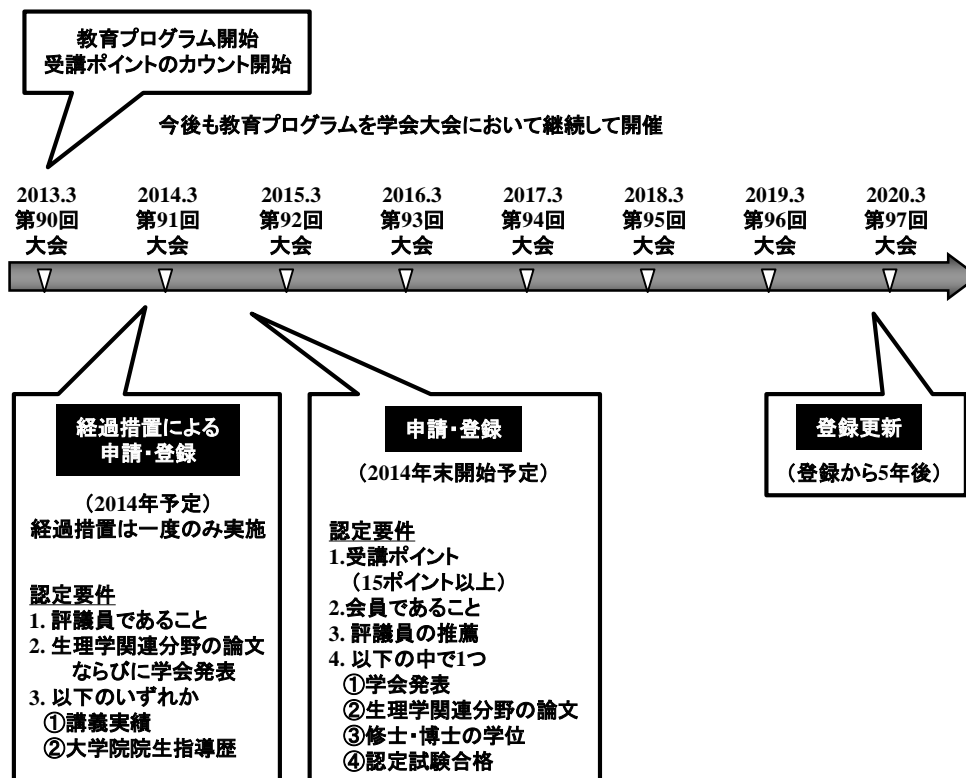 教育プログラム開始
受講ポイントのカウント開始
今後も教育プログラムを学会大会において継続して開催
2013.3
第90回
大会
2014.3
第91回
大会
2015.3
第92回
大会
2016.3
第93回
大会
2017.3
第94回
大会
2018.3
第95回
大会
2019.3
第96回
大会
2020.3
第97回
大会
経過措置による
申請・登録
（2014年予定）
経過措置は一度のみ実施
認定要件
1. 評議員であること
2. 生理学関連分野の論文
ならびに学会発表
3. 以下のいずれか
①講義実績
②大学院院生指導歴
申請・登録
（2014年末開始予定）
認定要件
1.受講ポイント
（15ポイント以上）
2.会員であること
3. 評議員の推薦
4. 以下の中で1つ
①学会発表
②生理学関連分野の論文
③修士・博士の学位
④認定試験合格
登録更新
（登録から5年後）